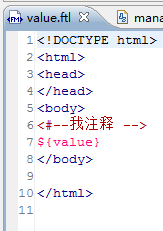 value.ftl mana
1 <!DOCTYPE html>
2 <html>
3 <head>
4 </head>
5 <body>
6 <#--我注释 -->
7 ${value}
8 </body>
9
10 </html>
11